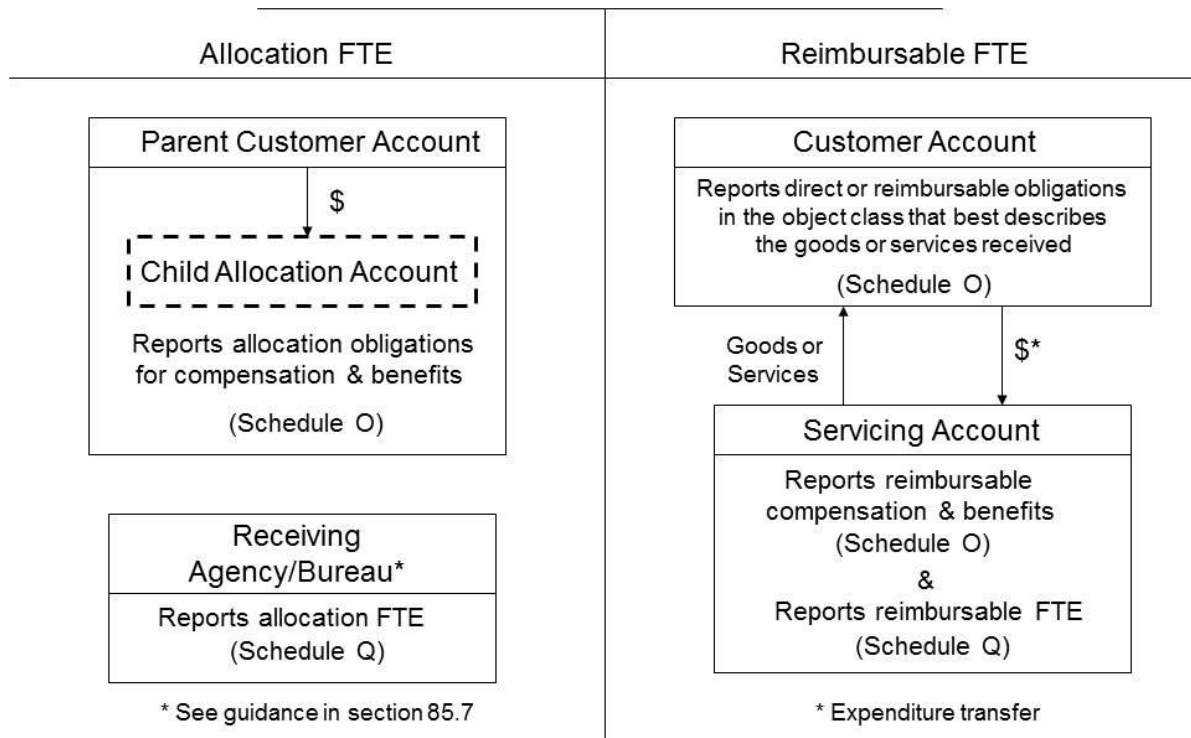 Allocation FTE
Parent Customer Account
$
Child Allocation Account
Reports allocation obligations
for compensation & benefits
(Schedule O)
Receiving
Agency/Bureau*
Reports allocation FTE
(Schedule Q)
* See guidance in section 85.7
Reimbursable FTE
Customer Account
Reports direct or reimbursable obligations
in the object class that best describes
the goods or services received
(Schedule O)
Goods or
Services
$*
Servicing Account
Reports reimbursable
compensation & benefits
(Schedule O)
&
Reports reimbursable FTE
(Schedule Q)
* Expenditure transfer